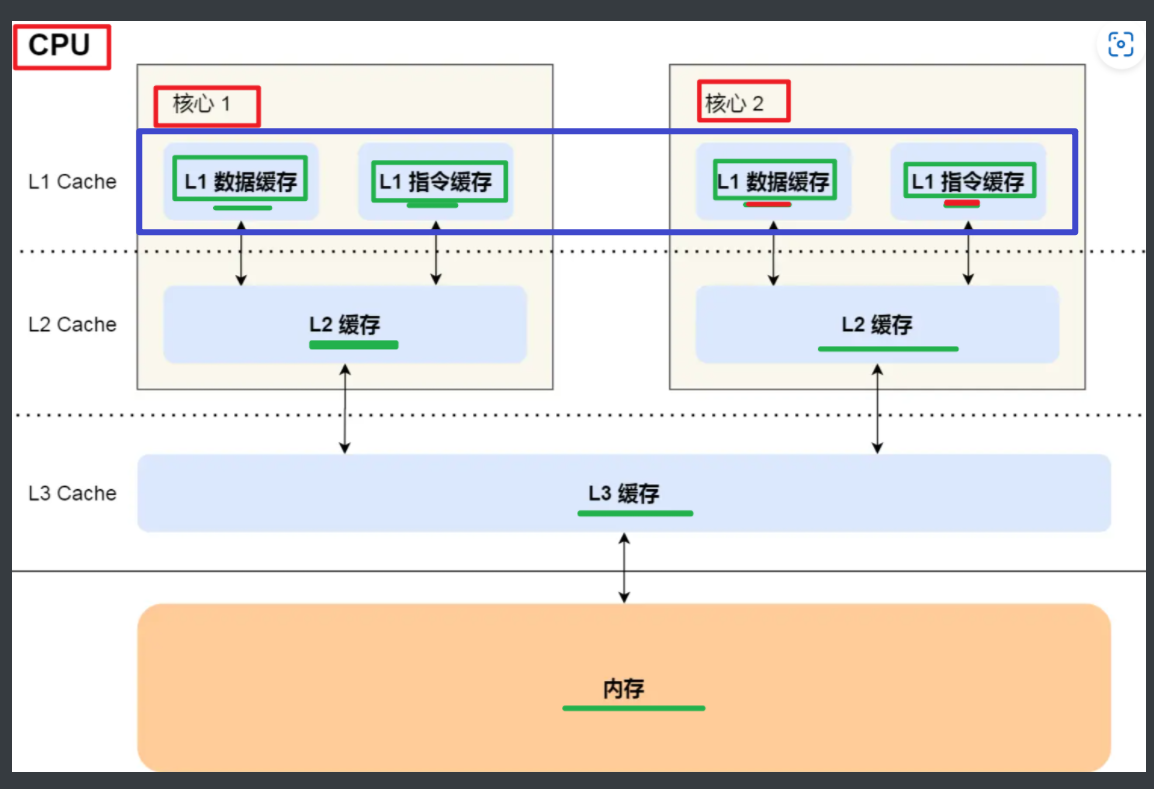 CPU
核心 1
核心 2
L1 Cache
L1 数据缓存
L1 指令缓存
L1 数据缓存
L1 指令缓存
L2 Cache
L2 缓存
L2 缓存
L3 Cache
L3 缓存
内存